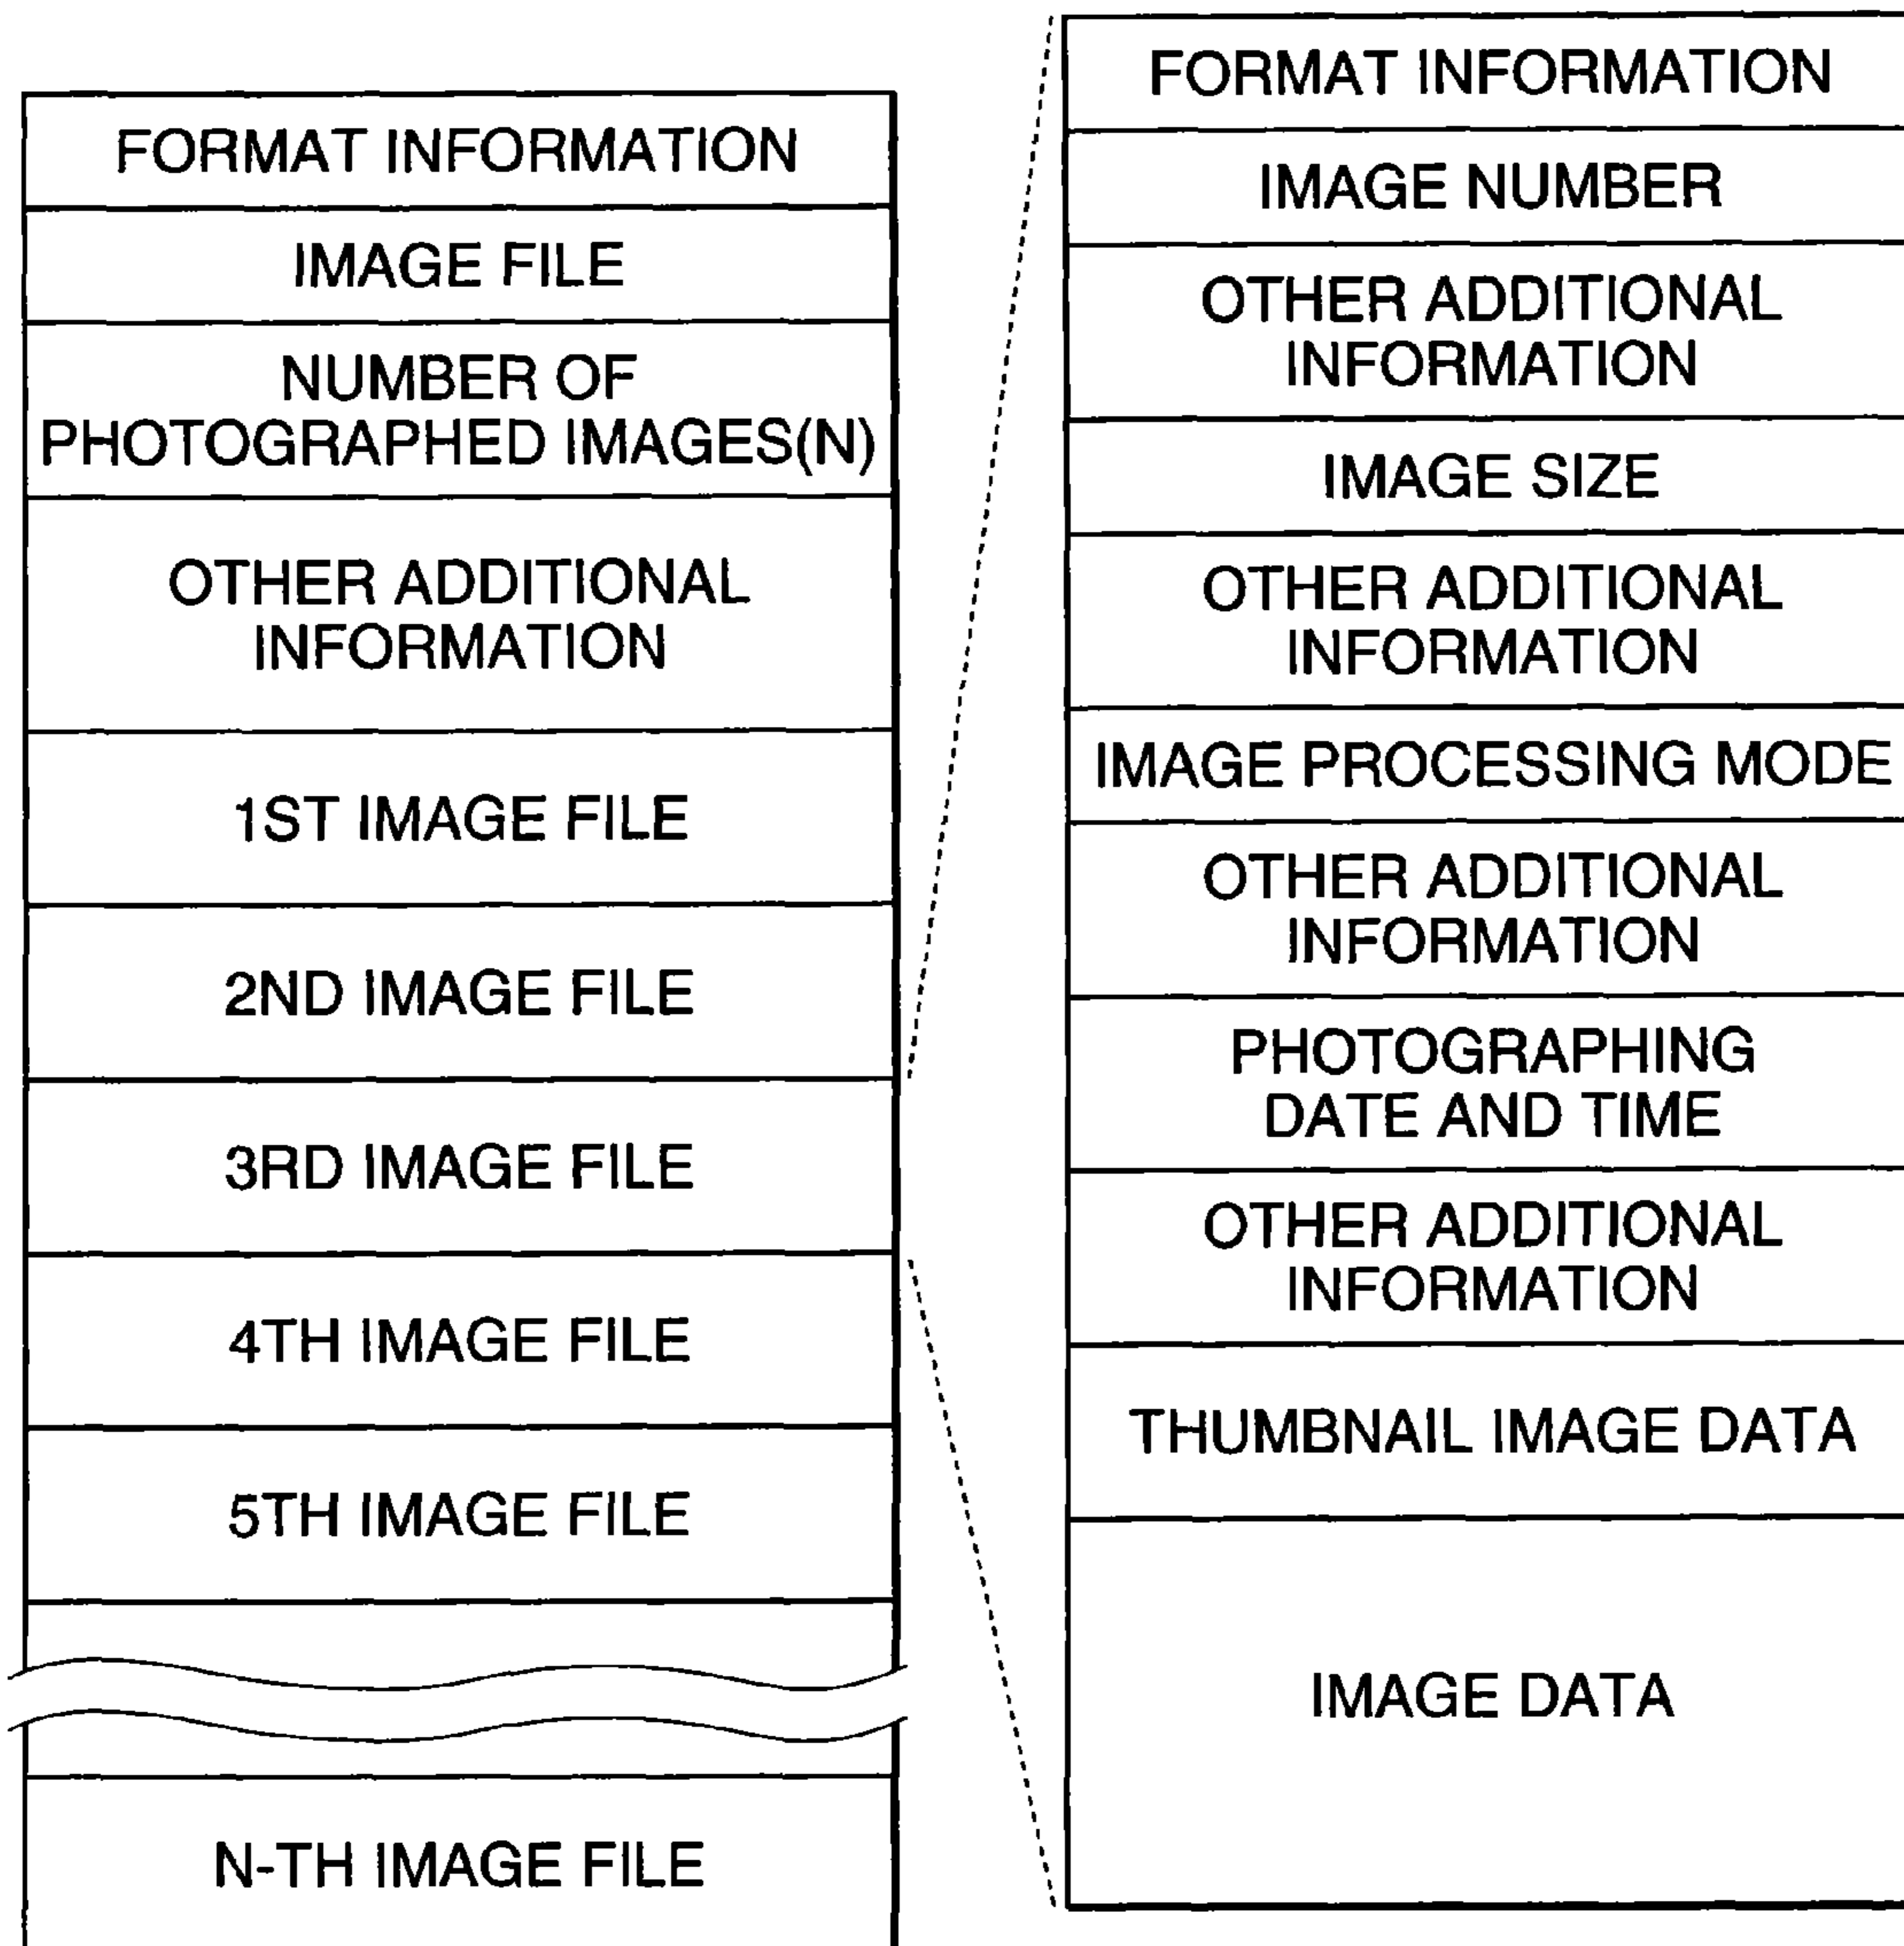 FORMAT INFORMATION
IMAGE FILE
NUMBER OF
PHOTOGRAPHED IMAGES(N)
OTHER ADDITIONAL
INFORMATION
1ST IMAGE FILE
2ND IMAGE FILE
3RD IMAGE FILE
4TH IMAGE FILE
5TH IMAGE FILE
N-TH IMAGE FILE
FORMAT INFORMATION
IMAGE NUMBER
OTHER ADDITIONAL
INFORMATION
IMAGE SIZE
OTHER ADDITIONAL
INFORMATION
IMAGE PROCESSING MODE
OTHER ADDITIONAL
INFORMATION
PHOTOGRAPHING
DATE AND TIME
OTHER ADDITIONAL
INFORMATION
THUMBNAIL IMAGE DATA
IMAGE DATA